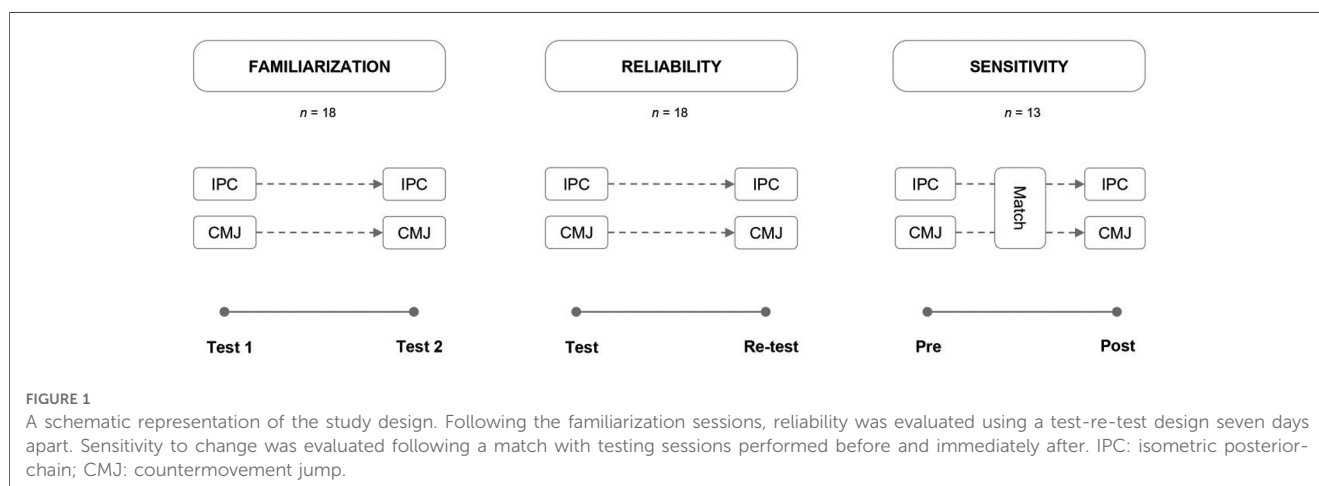 FAMILIARIZATION RELIABILITY SENSITIVITY
n = 18 n = 18 n = 13
IPC IPC IPC IPC IPC Match IPC
CMJ CMJ CMJ CMJ CMJ CMJ
Test 1 Test 2 Test Re-test Pre Post
FIGURE 1
A schematic representation of the study design. Following the familiarization sessions, reliability was evaluated using a test-re-test design seven days
apart. Sensitivity to change was evaluated following a match with testing sessions performed before and immediately after. IPC: isometric posterior-
chain; CMJ: countermovement jump.